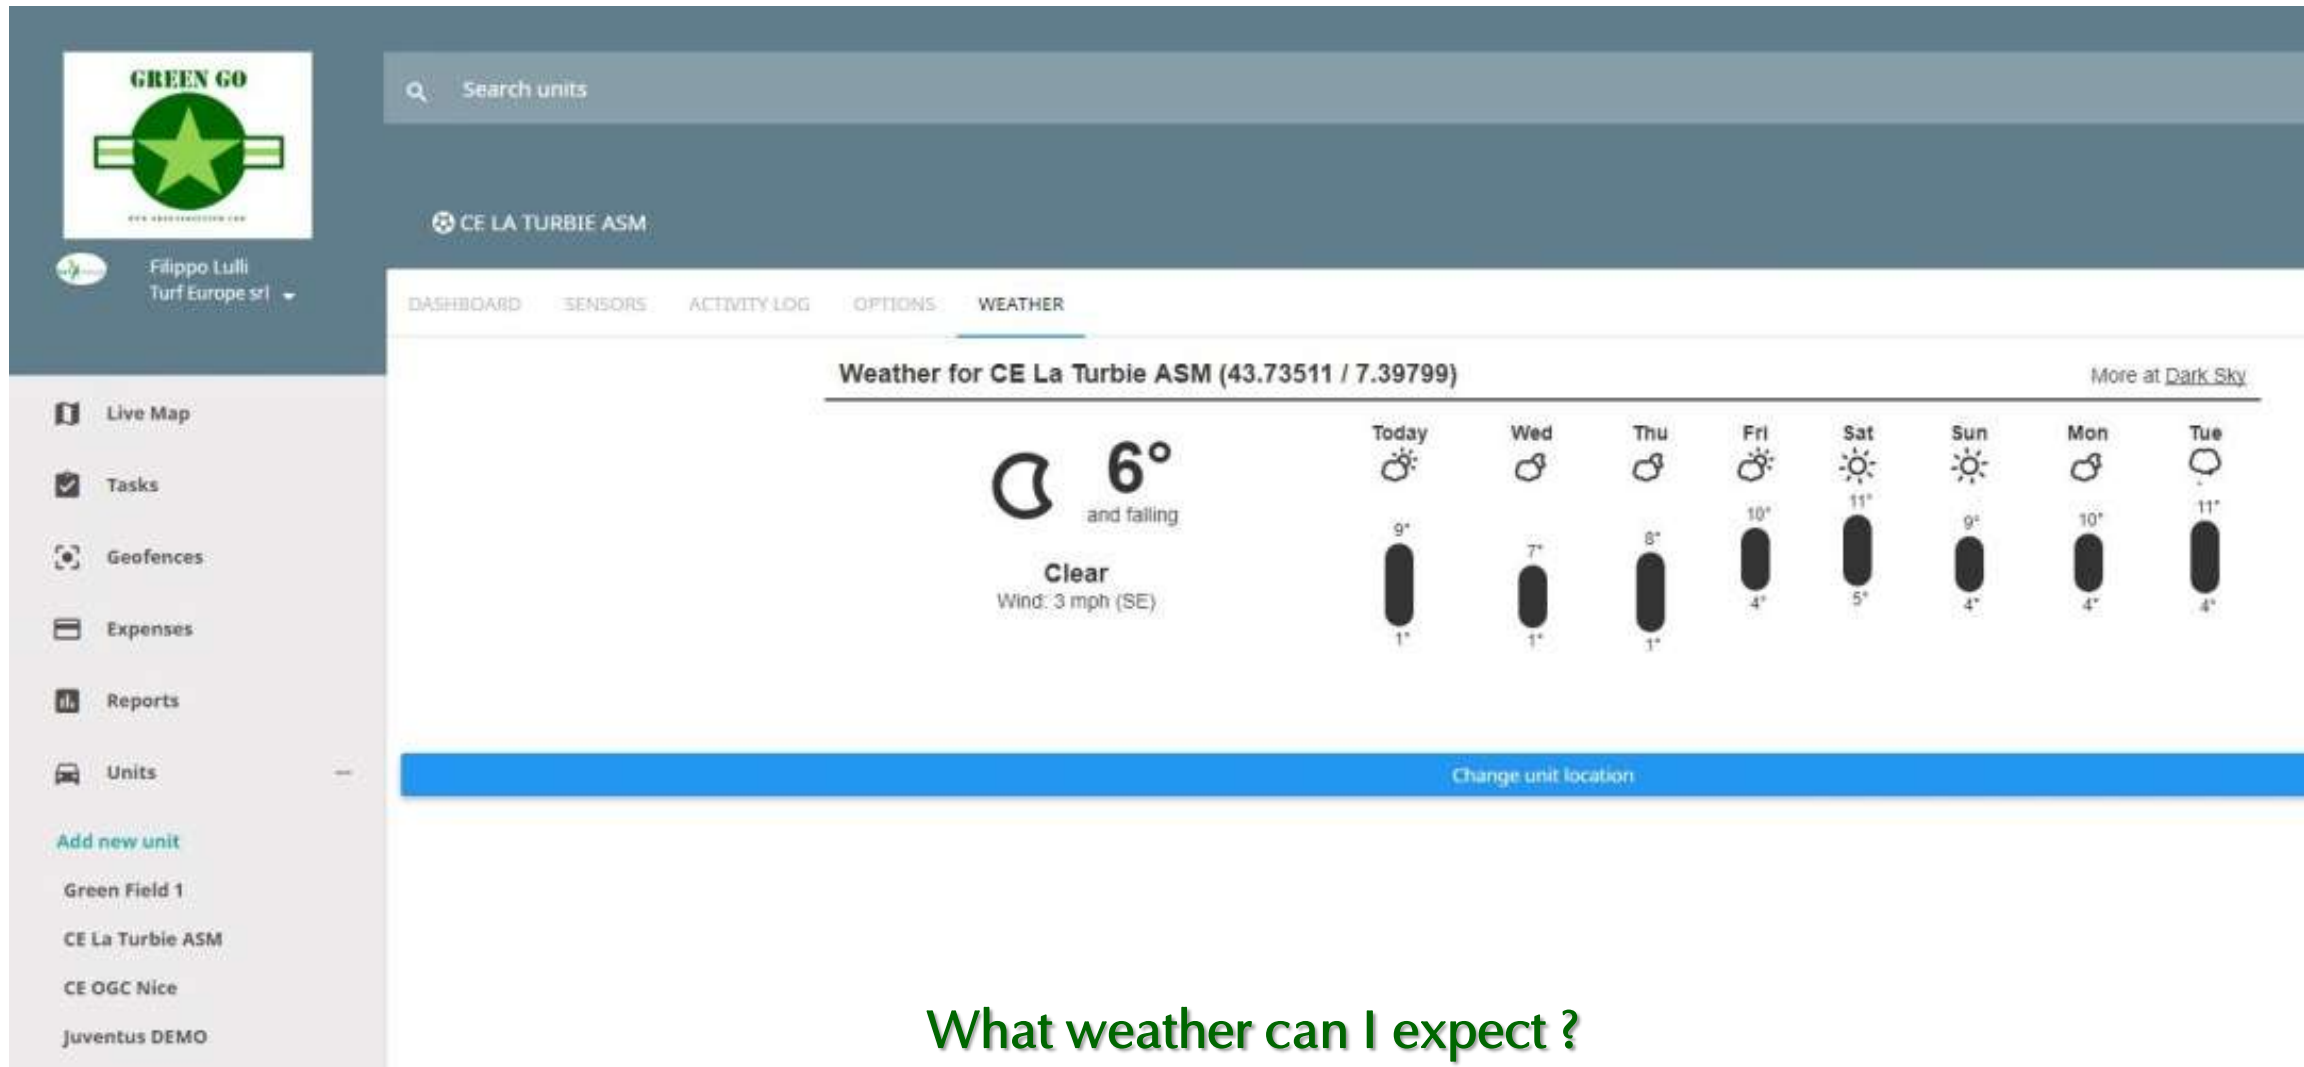 GREEN GO
Filippo Lulli
Turf Europe srl
Search units
CE LA TURBIE ASM
DASHBOARD SENSORS ACTIVITY LOG OPTIONS WEATHER
Live Map
Tasks
Geofences
Expenses
Reports
Units
Add new unit
Green Field 1
CE La Turbie ASM
CE OGC Nice
Juventus DEMO
Weather for CE La Turbie ASM (43.73511 / 7.39799)
More at Dark Sky
6°
and falling
Clear
Wind: 3 mph (SE)
Today Wed Thu Fri Sat Sun Mon Tue
9° 7° 8° 10° 11° 9° 10° 11°
1° 1° 1° 4° 5° 4° 4° 4°
Change unit location
What weather can I expect ?